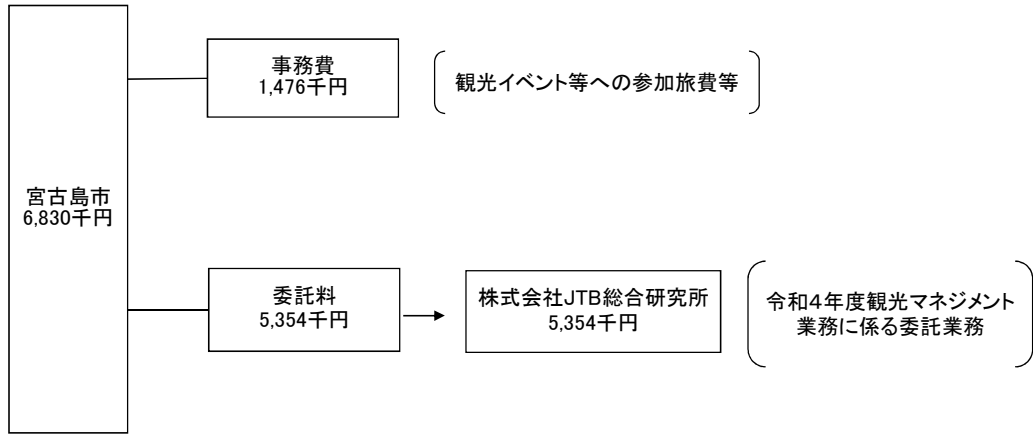 宮古島市
6,830千円
事務費
1,476千円
観光イベント等への参加旅費等
委託料
5,354千円
株式会社JTB総合研究所
5,354千円
令和4年度観光マネジメント
業務に係る委託業務